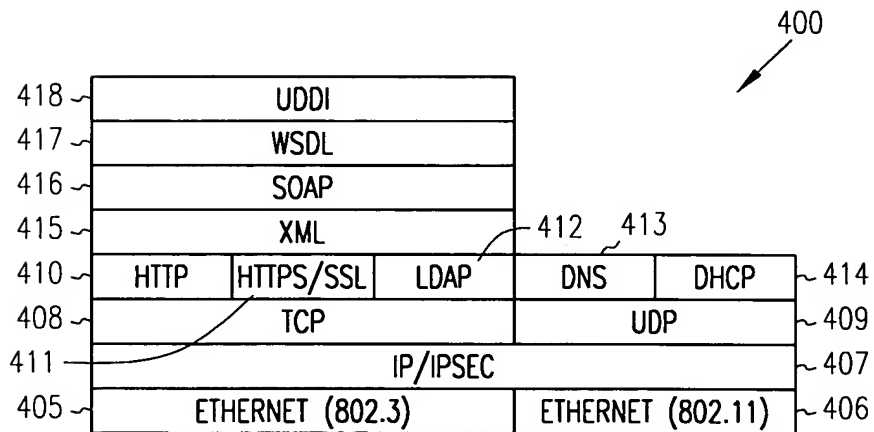 400
418 UDDI
417 WSDL
416 SOAP
415 XML 412 413
410 HTTP HTTPS/SSL LDAP DNS DHCP 414
408 TCP UDP 409
411 IP/IPSEC 407
405 ETHERNET (802.3) ETHERNET (802.11) 406